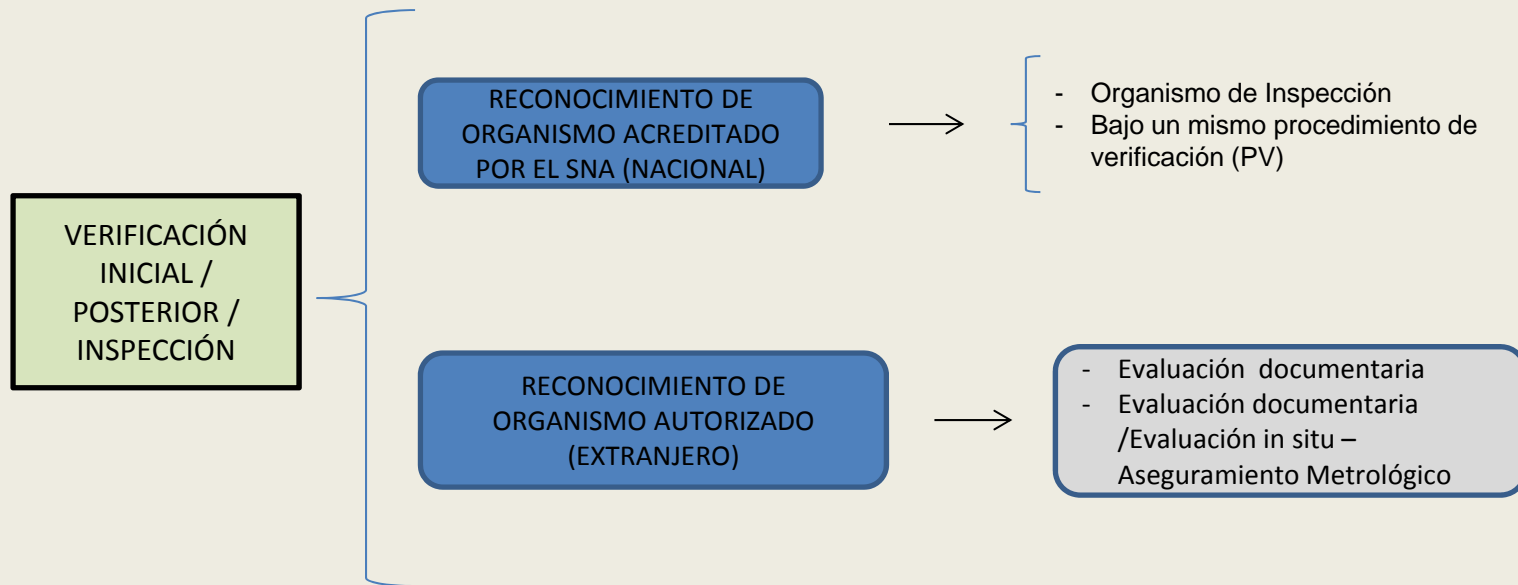 VERIFICACIÓN
INICIAL /
POSTERIOR /
INSPECCIÓN
RECONOCIMIENTO DE
ORGANISMO ACREDITADO
POR EL SNA (NACIONAL)
- Organismo de Inspección
- Bajo un mismo procedimiento de
verificación (PV)
RECONOCIMIENTO DE
ORGANISMO AUTORIZADO
(EXTRANJERO)
- Evaluación documentaria
- Evaluación documentaria
/Evaluación in situ –
Aseguramiento Metrológico